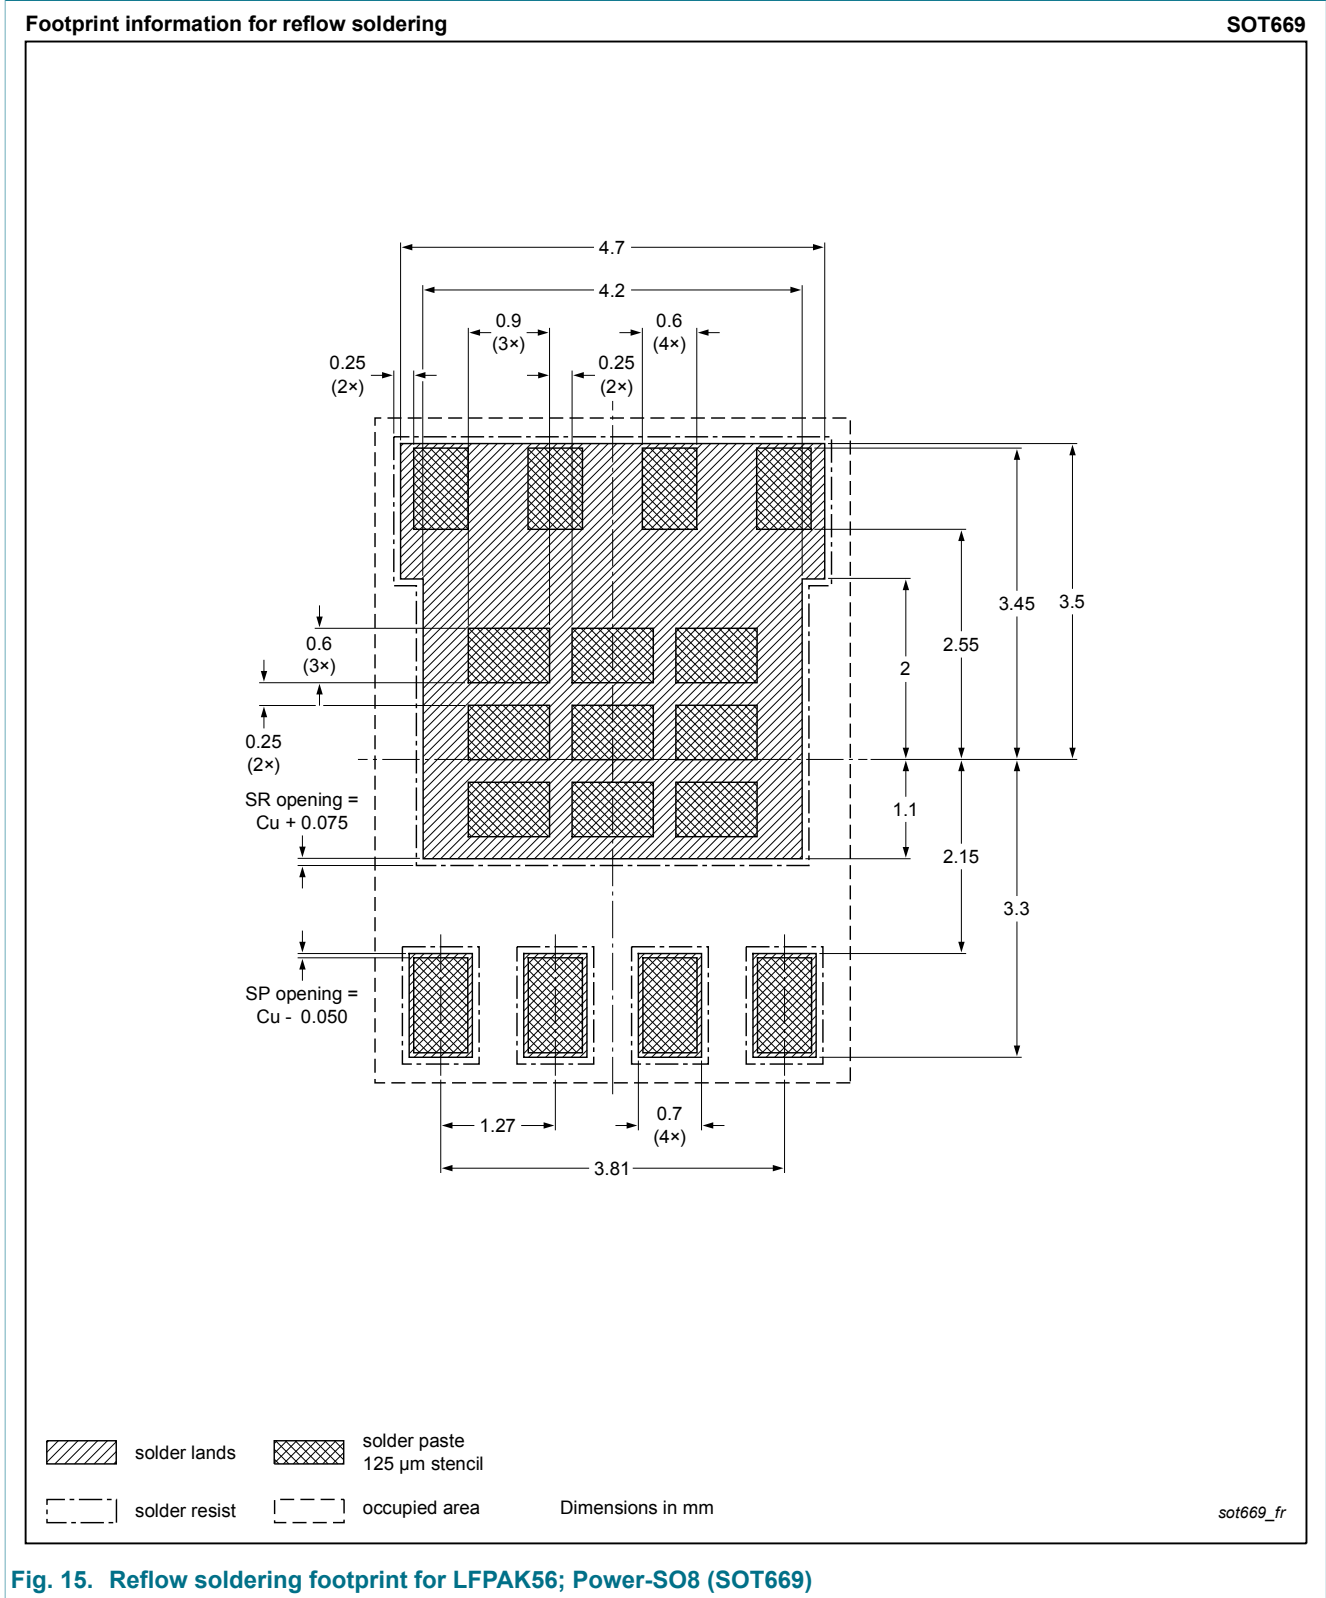 Footprint information for reflow soldering
SOT669
4.7
4.2
0.9
(3×)
0.6
(4×)
0.25
(2×)
0.25
(2×)
3.45
3.5
2.55
2
0.6
(3×)
0.25
(2×)
SR opening =
Cu + 0.075
1.1
2.15
3.3
SP opening =
Cu - 0.050
1.27
0.7
(4×)
3.81
solder lands
solder paste
125 µm stencil
solder resist
occupied area
Dimensions in mm
sot669_fr
Fig. 15. Reflow soldering footprint for LFPAK56; Power-SO8 (SOT669)